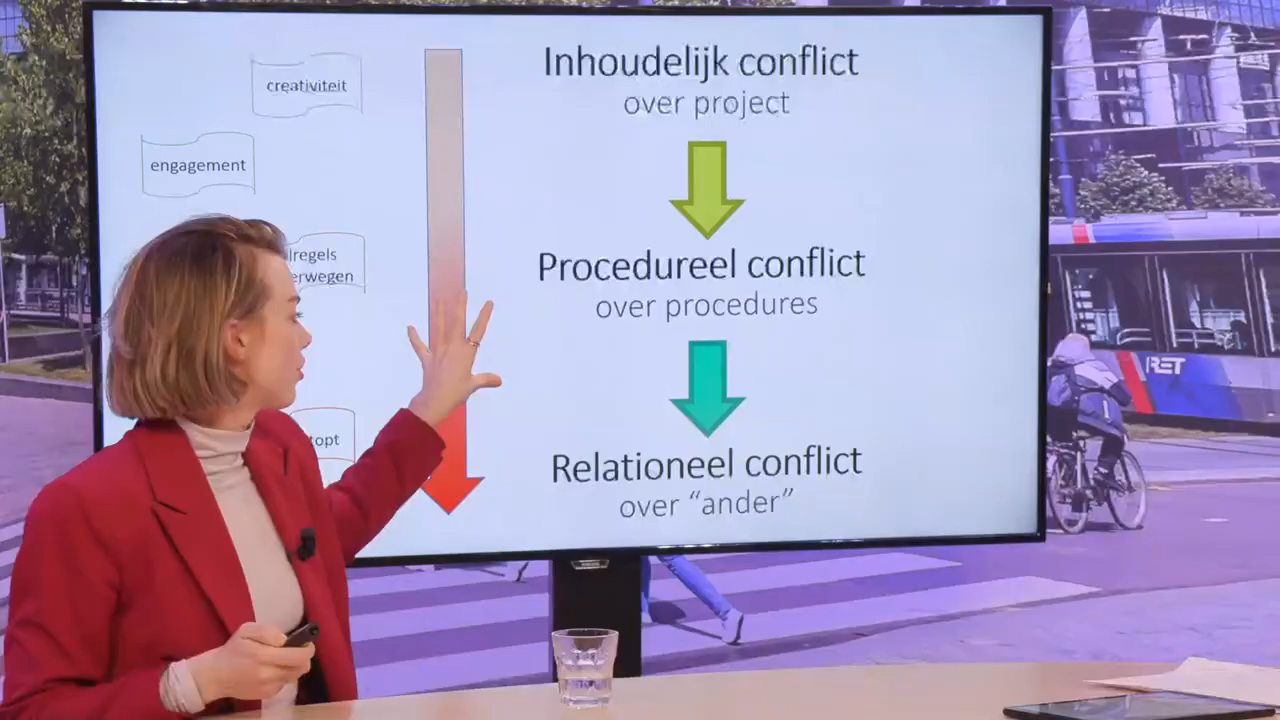 Inhoudelijk conflict
over project
creativiteit
engagement
Procedureel conflict
over procedures
Relationeel conflict
over “ander”
RET